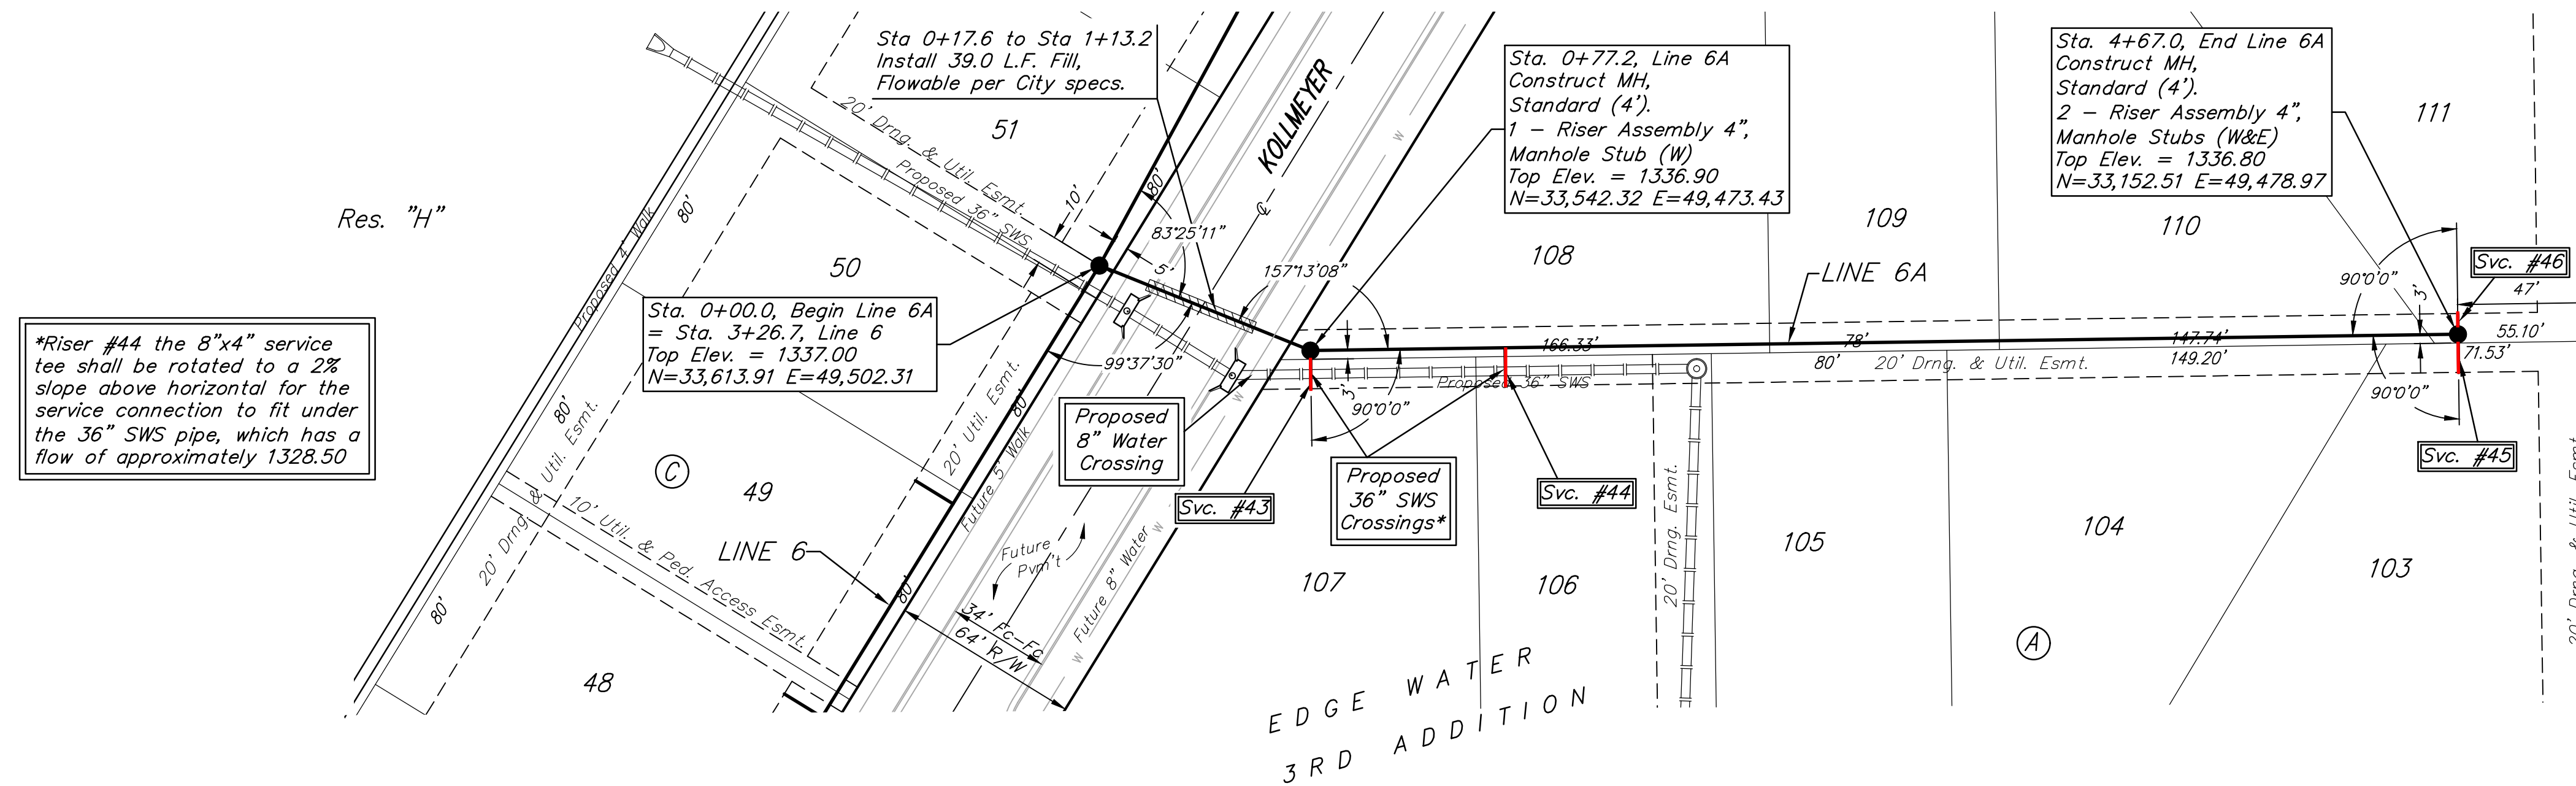 Sta 0+17.6 to Sta 1+13.2
Install 39.0 L.F. Fill,
Flowable per City specs.
KOLLMEYER
Sta. 0+77.2, Line 6A
Construct MH,
Standard (4').
1 - Riser Assembly 4",
Manhole Stub (W)
Top Elev. = 1336.90
N=33,542.32 E=49,473.43
Sta. 4+67.0, End Line 6A
Construct MH,
Standard (4').
2 - Riser Assembly 4",
Manhole Stubs (W&E)
Top Elev. = 1336.80
N=33,152.51 E=49,478.97
111
51
20' Drng. & Util. Esmt.
Proposed 36" SWS
10'
80'
℄
83°25'11"
5'
157°13'08"
Res. "H"
Proposed 4' Walk
80'
50
108
109
110
LINE 6A
90°0'0"
3'
Svc. #46
47'
Sta. 0+00.0, Begin Line 6A
= Sta. 3+26.7, Line 6
Top Elev. = 1337.00
N=33,613.91 E=49,502.31
*Riser #44 the 8"x4" service
tee shall be rotated to a 2%
slope above horizontal for the
service connection to fit under
the 36" SWS pipe, which has a
flow of approximately 1328.50
99°37'30"
166.33'
78'
147.74'
55.10'
80'
20' Drng. & Util. Esmt.
149.20'
71.53'
Proposed 36" SWS
3'
90°0'0"
90°0'0"
Proposed
8" Water
Crossing
W
W
80'
20' Drng. & Util. Esmt.
80'
20' Util. Esmt.
Future 5' Walk
C
49
10' Util. & Ped. Access Esmt.
Svc. #43
Proposed
36" SWS
Crossings*
Svc. #44
Svc. #45
20' Drng. Esmt.
20' Drng & Util. Esmt.
LINE 6
Future
Pvm't
Future 8" Water
W
W
107
106
105
104
103
80'
80'
34' Fc-Fc
64' R/W
48
A
EDGE WATER
3RD ADDITION